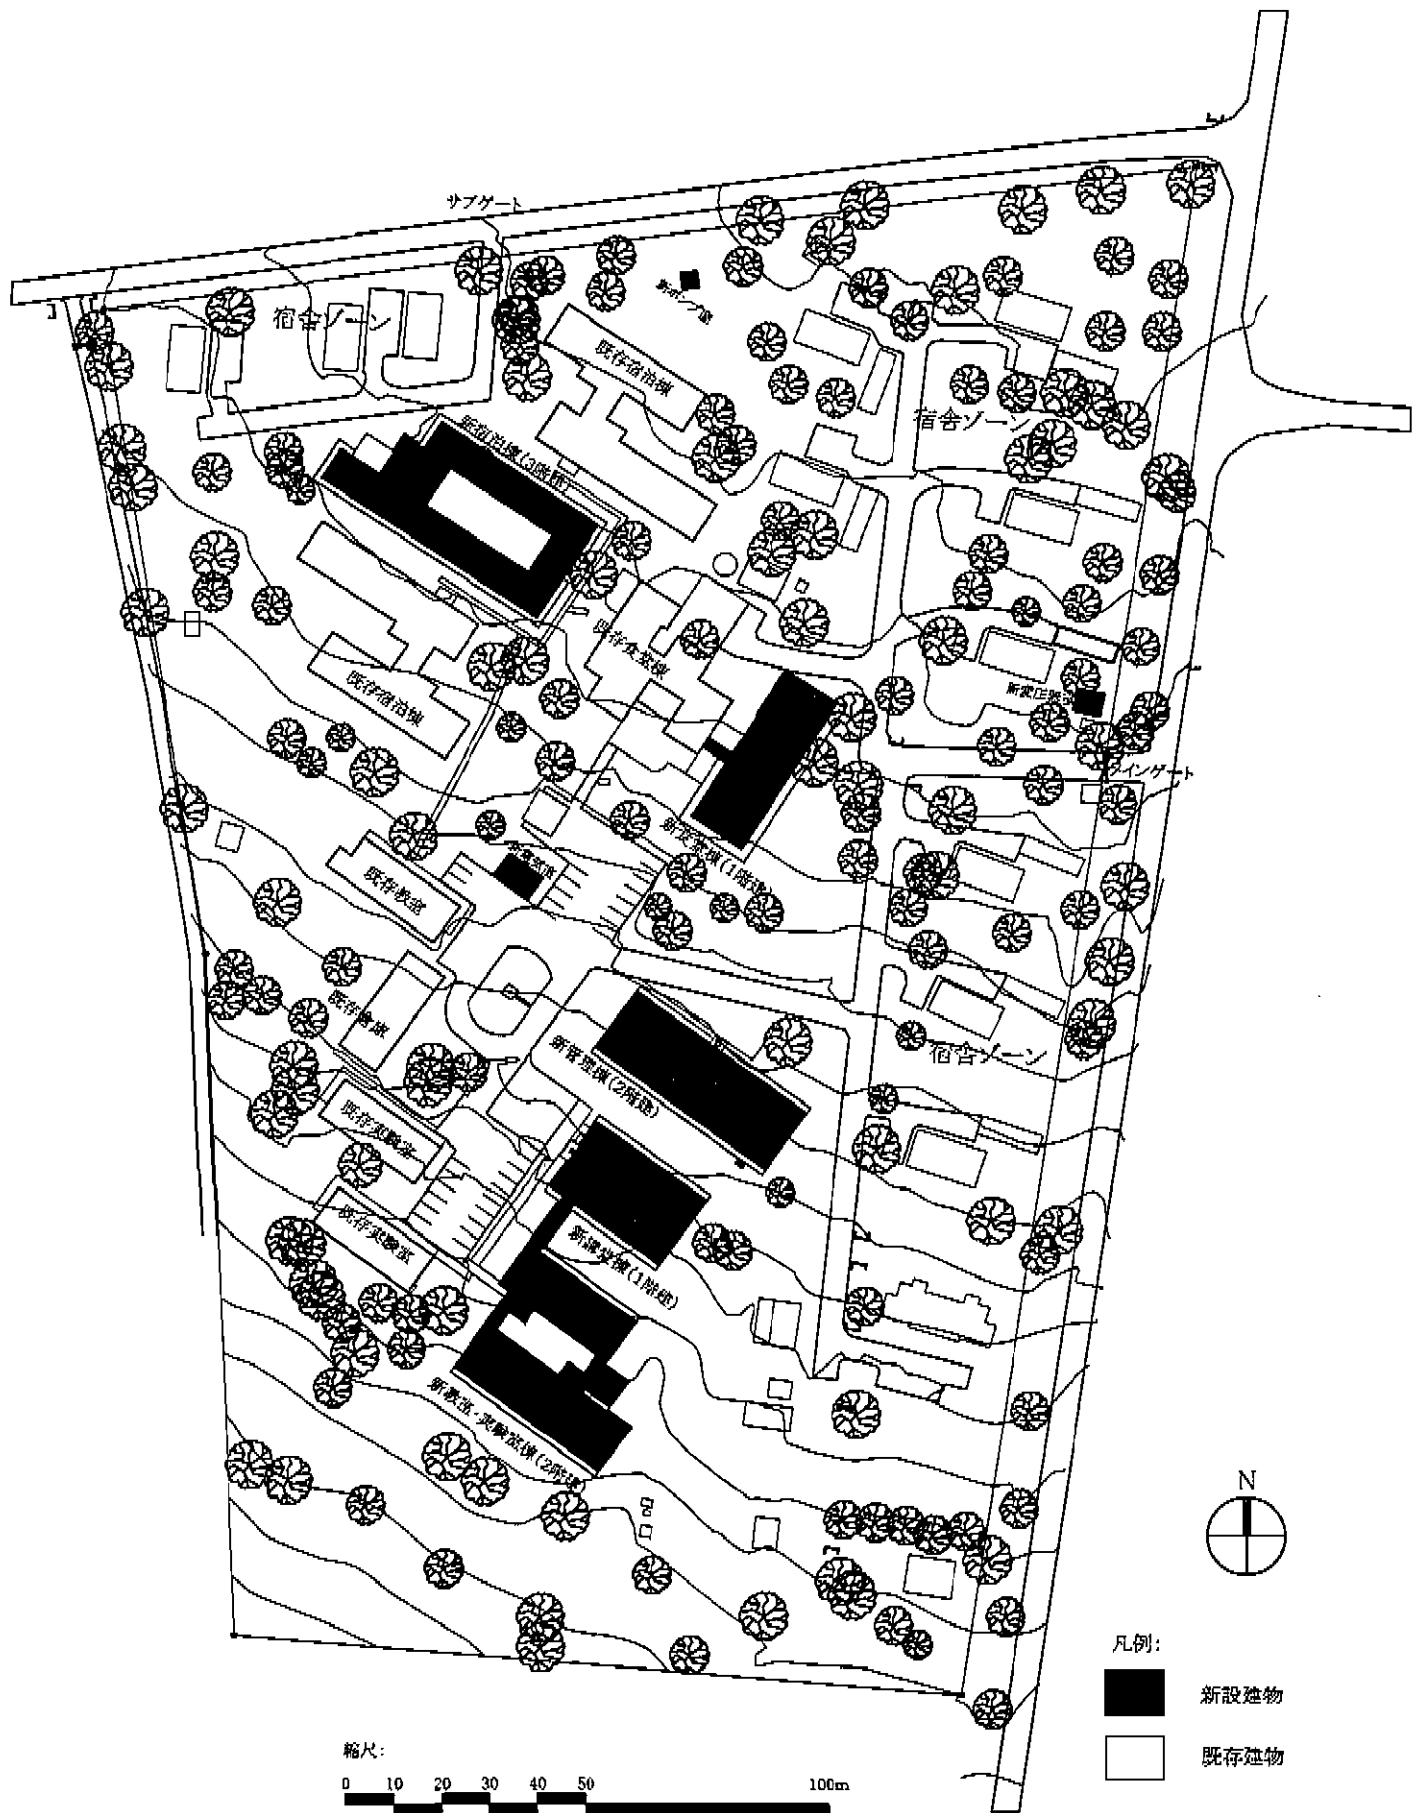 サブゲート
新ポンプ室
宿舎ゾーン
既存宿泊棟
宿舎ゾーン
新宿泊棟(3階建)
既存食堂棟
既存宿泊棟
メインゲート
新食堂棟(1階建)
既存教室
既存倉庫
新管理棟(2階建)
宿舎ゾーン
既存実験室
既存実験室
新講堂棟(1階建)
新教室・実験室棟(2階建)
N
凡例:
新設建物
既存建物
縮尺:
0 10 20 30 40 50 100m